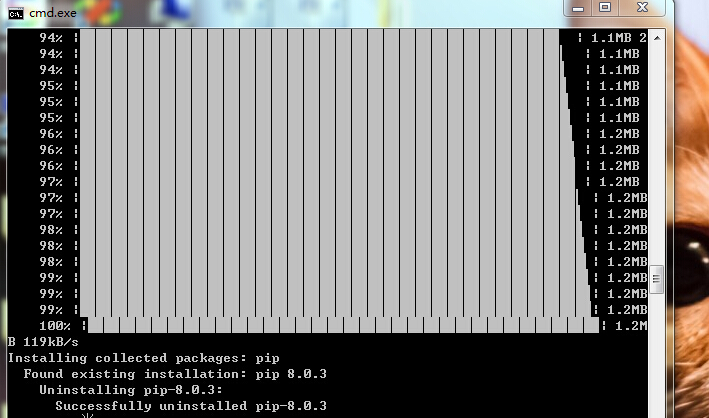 cmd.exe
94% | | 1.1MB 2
94% | | 1.1MB
94% | | 1.1MB
95% | | 1.1MB
95% | | 1.1MB
95% | | 1.1MB
96% | | 1.2MB
96% | | 1.2MB
96% | | 1.2MB
97% | | 1.2MB
97% | | 1.2MB
97% | | 1.2MB
98% | | 1.2MB
98% | | 1.2MB
98% | | 1.2MB
99% | | 1.2MB
99% | | 1.2MB
99% | | 1.2MB
100% | | 1.2M
B 119kB/s
Installing collected packages: pip
Found existing installation: pip 8.0.3
Uninstalling pip-8.0.3:
Successfully uninstalled pip-8.0.3